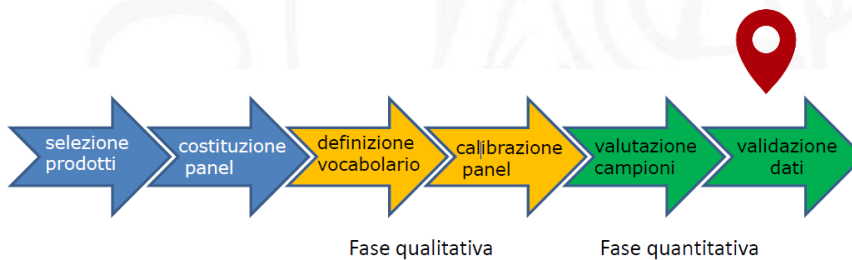 selezione
prodotti
costituzione
panel
definizione
vocabolario
calibrazione
panel
valutazione
campioni
validazione
dati
Fase qualitativa
Fase quantitativa